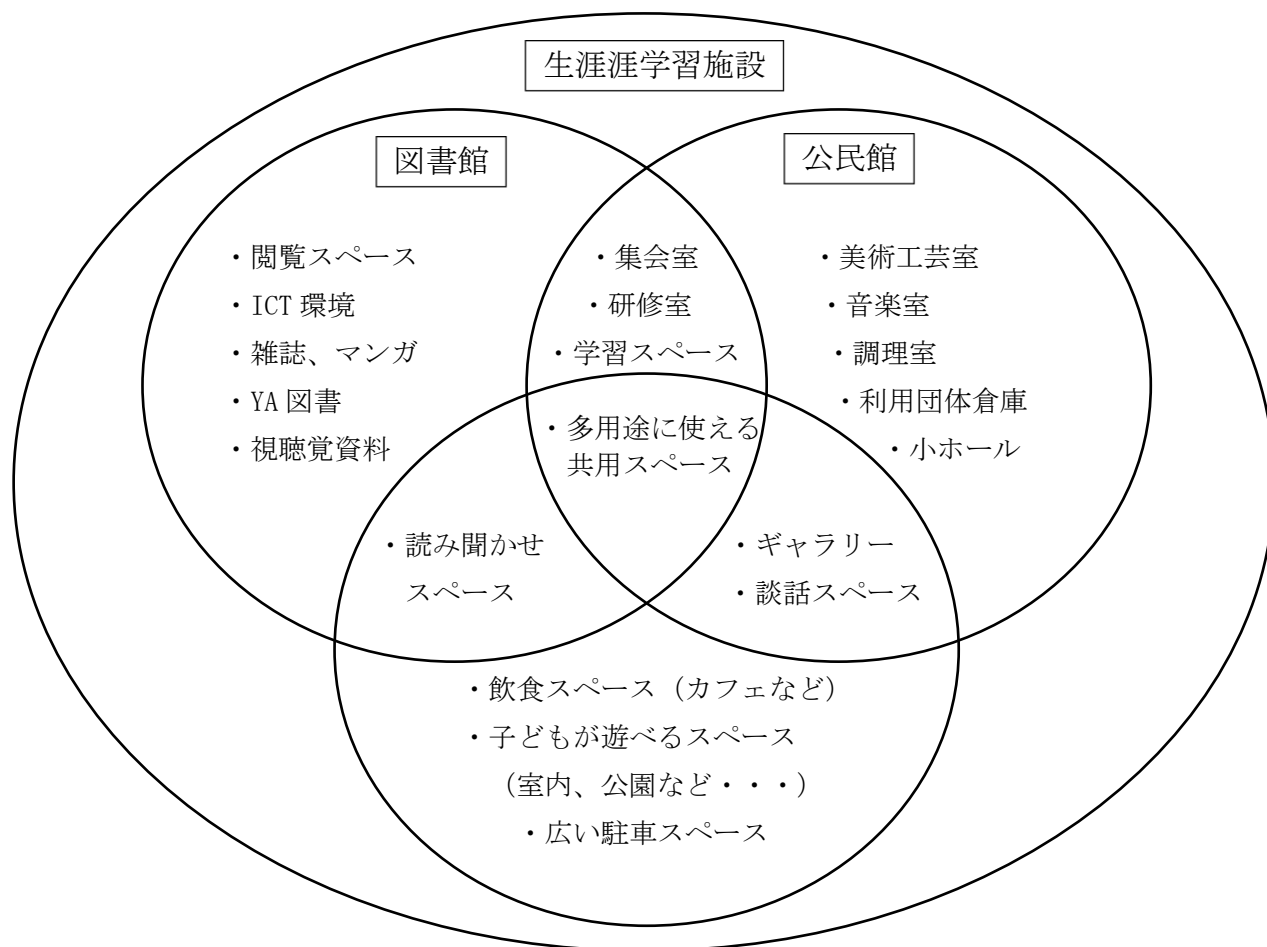 生涯涯学習施設
図書館
公民館
・閲覧スペース
・ICT 環境
・雑誌、マンガ
・YA 図書
・視聴覚資料
・集会室
・研修室
・学習スペース
・美術工芸室
・音楽室
・調理室
・利用団体倉庫
・小ホール
・多用途に使える
共用スペース
・読み聞かせ
スペース
・ギャラリー
・談話スペース
・飲食スペース（カフェなど）
・子どもが遊べるスペース
（室内、公園など・・・）
・広い駐車スペース